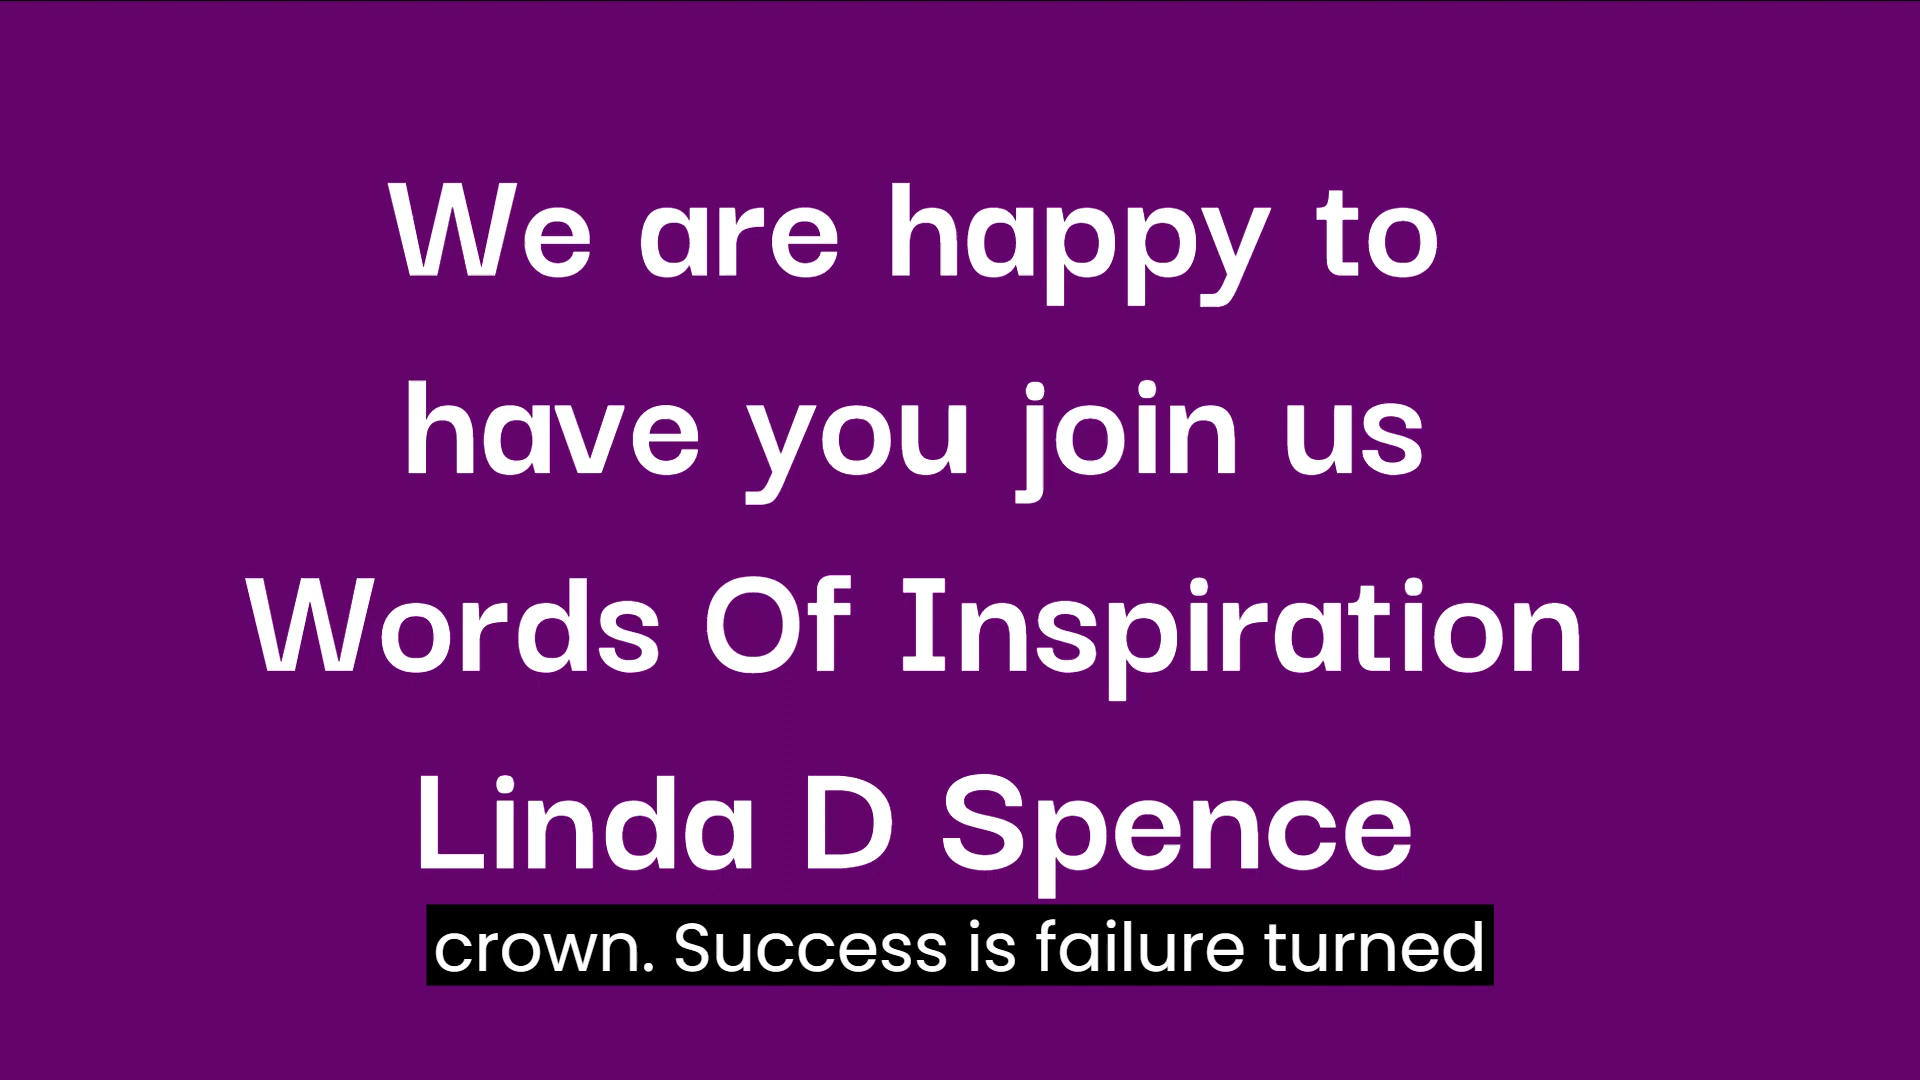 We are happy to
have you join us
Words Of Inspiration
Linda D Spence
crown. Success is failure turned